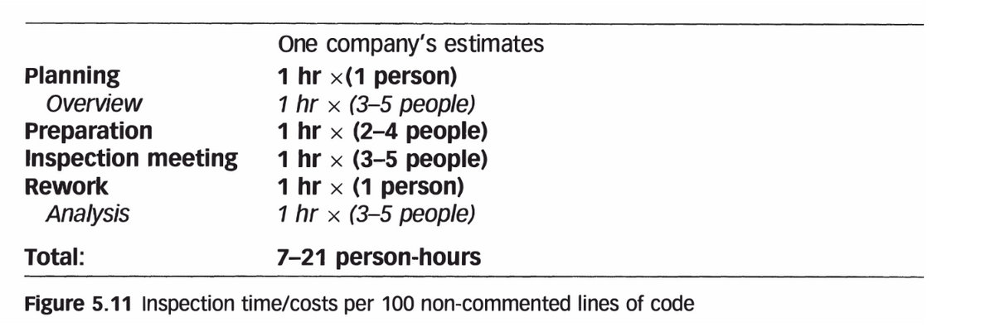 One company's estimates
Planning 1 hr ×(1 person)
Overview 1 hr × (3–5 people)
Preparation 1 hr × (2–4 people)
Inspection meeting 1 hr × (3–5 people)
Rework 1 hr × (1 person)
Analysis 1 hr × (3–5 people)
Total: 7–21 person-hours
Figure 5.11 Inspection time/costs per 100 non-commented lines of code